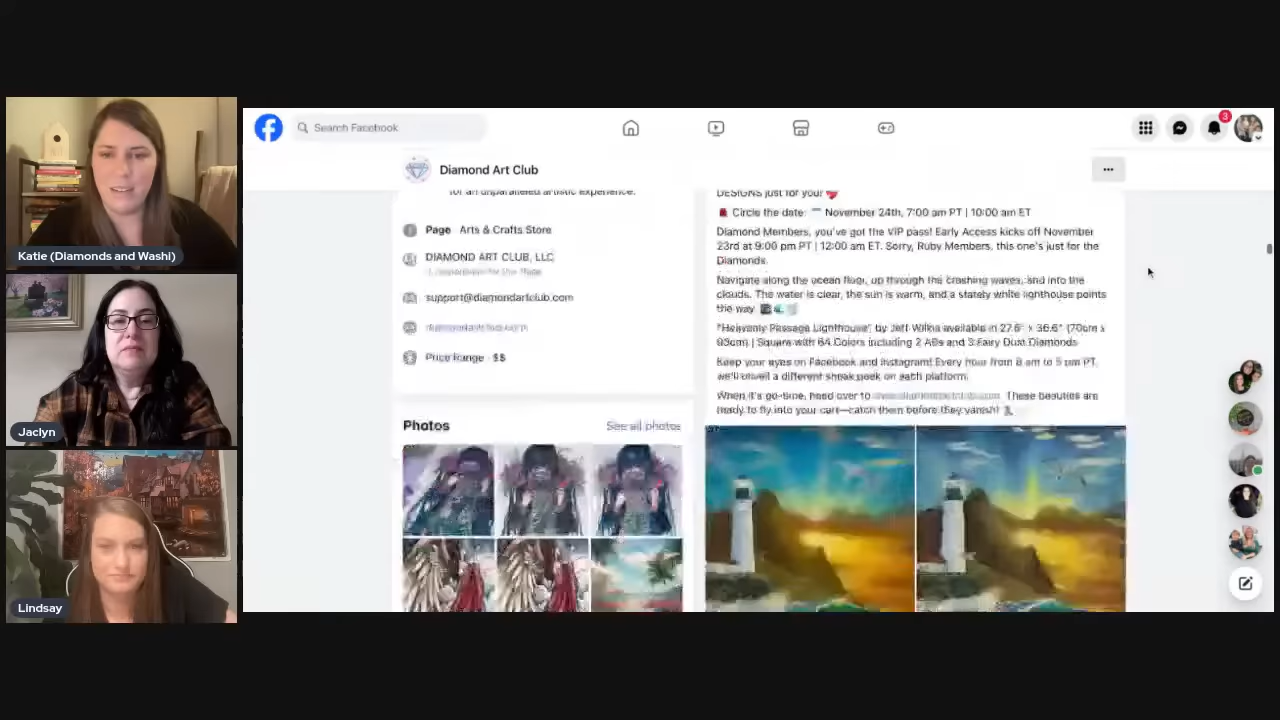 Katie (Diamonds and Washi)
Jaclyn
Lindsay
Search Facebook
3
Diamond Art Club
for an unparalleled artistic experience.
Page · Arts & Crafts Store
DIAMOND ART CLUB, LLC
support@diamondartclub.com
Price Range · $$
Photos
See all photos
DESIGNS just for you!
Circle the date: November 24th, 7:00 am PT | 10:00 am ET
Diamond Members, you've got the VIP pass! Early Access kicks off November
23rd at 9:00 pm PT | 12:00 am ET. Sorry, Ruby Members, this one's just for the
Diamonds.
Navigate along the ocean floor, up through the crashing waves, and into the
clouds. The water is clear, the sun is warm, and a stately white lighthouse points
the way
"Heavenly Passage Lighthouse" by Jeff Wilkie available in 27.6" x 36.6" (70cm x
93cm) | Square with 64 Colors including 2 ABs and 3 Fairy Dust Diamonds
Keep your eyes on Facebook and Instagram! Every hour from 8 am to 5 pm PT,
we'll unveil a different sneak peek on each platform.
When it's go-time, head over to These beauties are
ready to fly into your cart—catch them before they vanish!